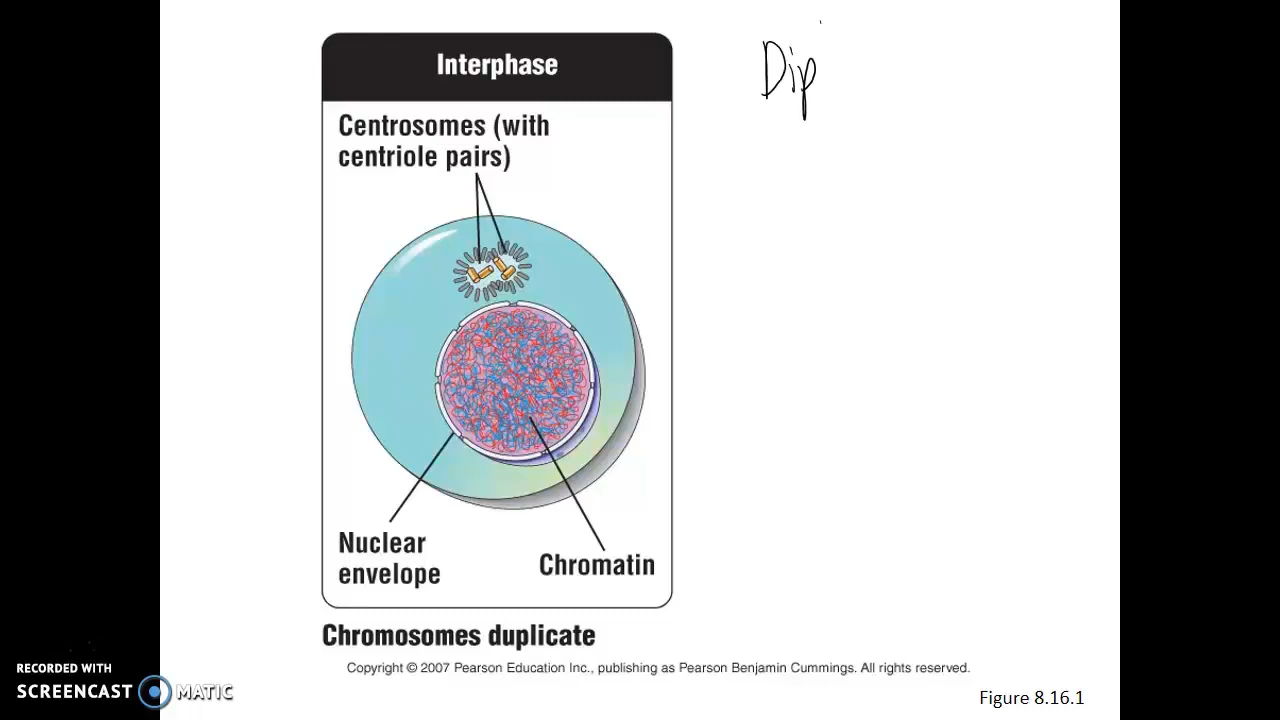 Interphase
Dip
Centrosomes (with
centriole pairs)
Nuclear
envelope
Chromatin
Chromosomes duplicate
Copyright © 2007 Pearson Education Inc., publishing as Pearson Benjamin Cummings. All rights reserved.
Figure 8.16.1
RECORDED WITH
SCREENCAST MATIC